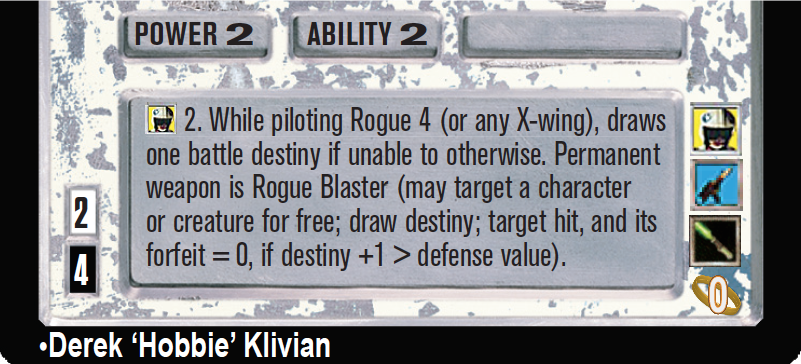 POWER 2 ABILITY 2
2. While piloting Rogue 4 (or any X-wing), draws
one battle destiny if unable to otherwise. Permanent
weapon is Rogue Blaster (may target a character
or creature for free; draw destiny; target hit, and its
forfeit = 0, if destiny +1 > defense value).
2
4
0
•Derek ‘Hobbie’ Klivian